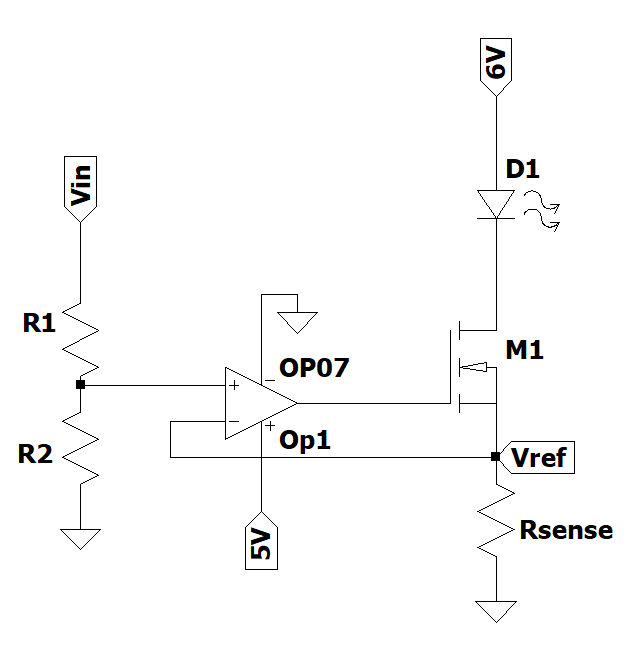 6V
D1
Vin
R1
OP07
M1
+
−
−
+
Op1
R2
Vref
5V
Rsense